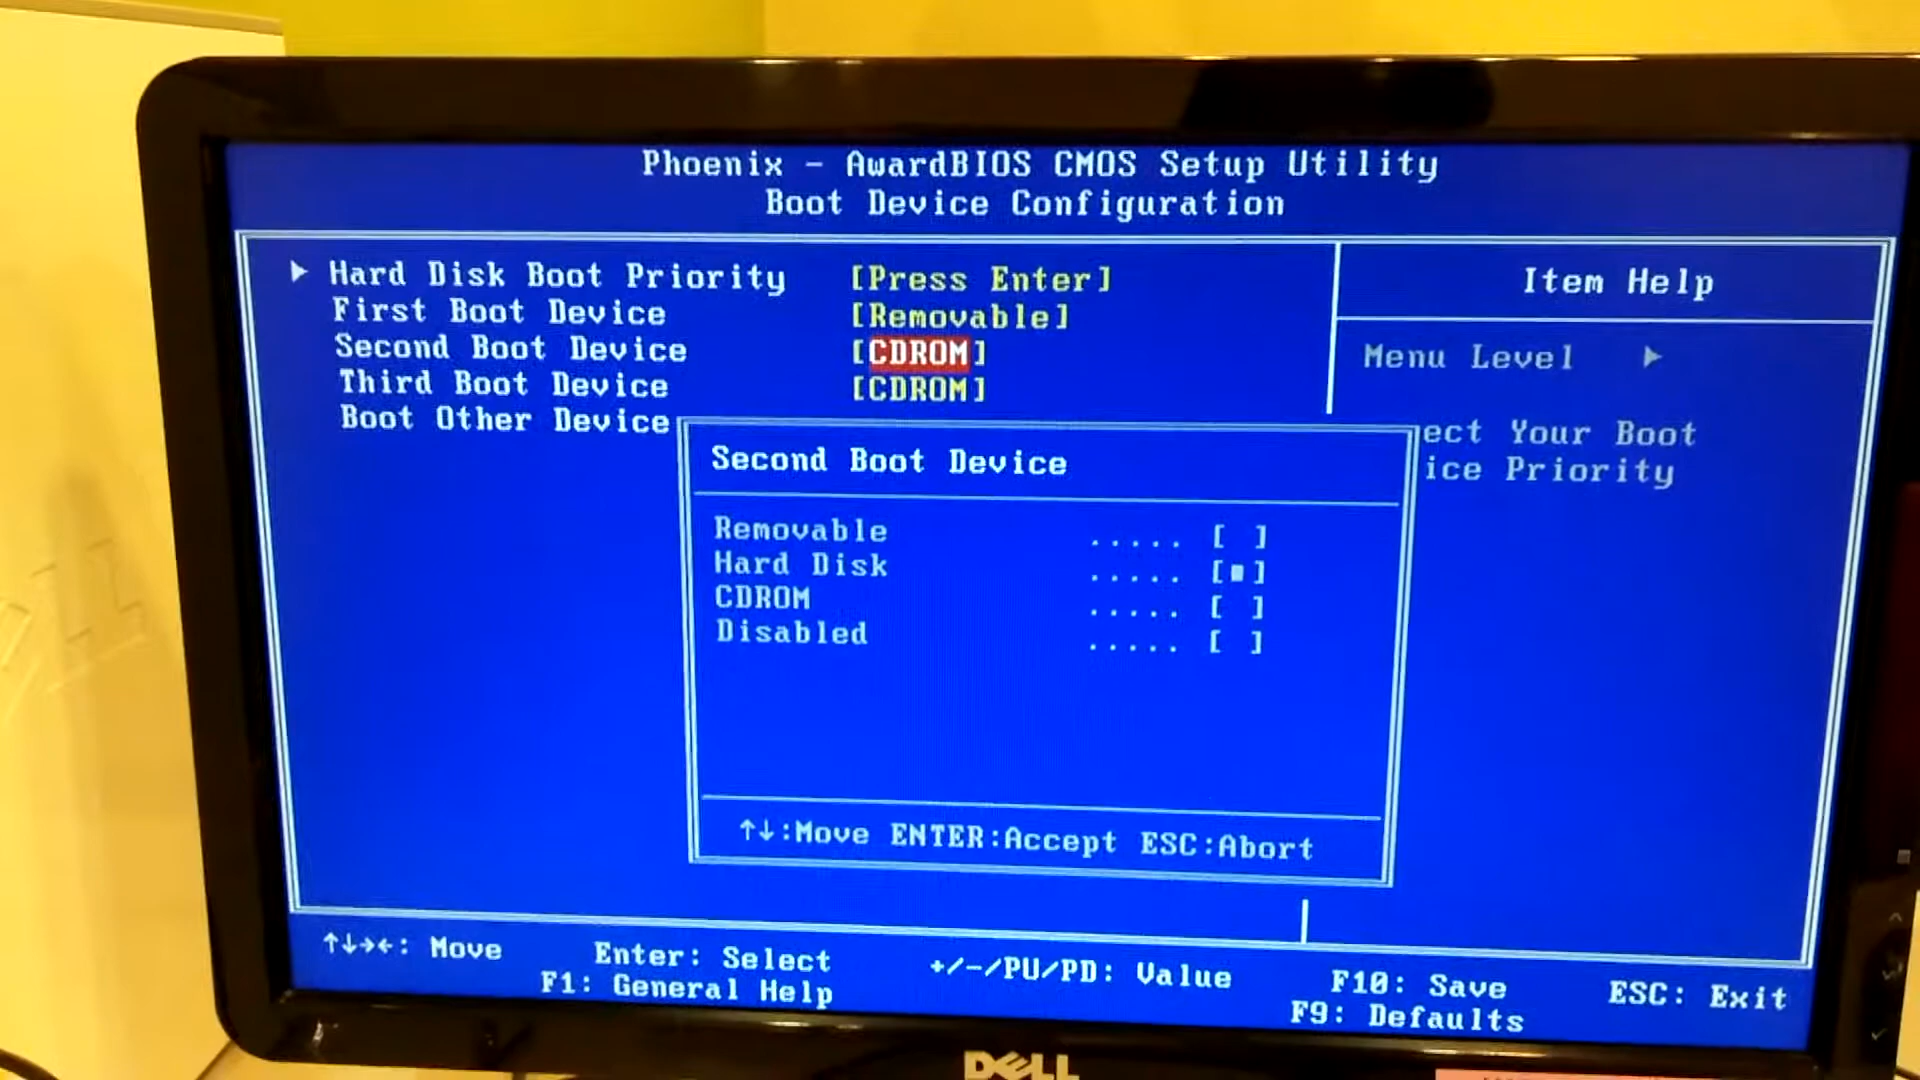 Phoenix - AwardBIOS CMOS Setup Utility
Boot Device Configuration
▶ Hard Disk Boot Priority [Press Enter]
First Boot Device [Removable]
Second Boot Device [CDROM]
Third Boot Device [CDROM]
Boot Other Device
Item Help
Menu Level ▶
ect Your Boot
ice Priority
Second Boot Device
Removable ..... [ ]
Hard Disk ..... [■]
CDROM ..... [ ]
Disabled ..... [ ]
↑↓:Move ENTER:Accept ESC:Abort
↑↓→←: Move Enter: Select +/-/PU/PD: Value F10: Save ESC: Exit
F1: General Help F9: Defaults
DELL